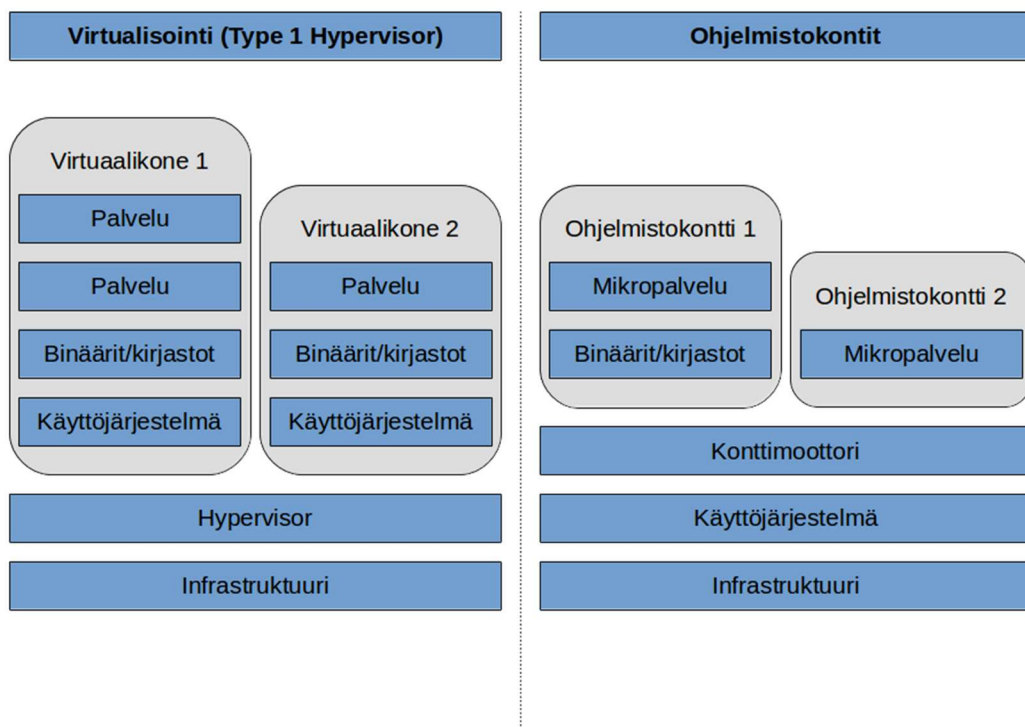 Virtualisointi (Type 1 Hypervisor)
Virtuaalikone 1
Palvelu
Palvelu
Binäärit/kirjastot
Käyttöjärjestelmä
Virtuaalikone 2
Palvelu
Binäärit/kirjastot
Käyttöjärjestelmä
Hypervisor
Infrastruktuuri
Ohjelmistokontit
Ohjelmistokontti 1
Mikropalvelu
Binäärit/kirjastot
Ohjelmistokontti 2
Mikropalvelu
Konttimoottori
Käyttöjärjestelmä
Infrastruktuuri